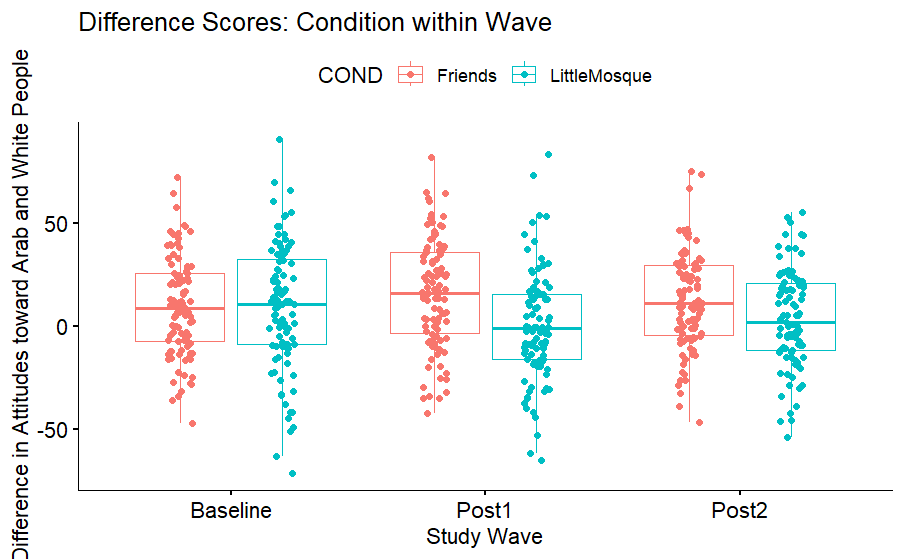 Difference Scores: Condition within Wave
COND Friends LittleMosque
Difference in Attitudes toward Arab and White People
50
0
-50
Baseline Post1 Post2
Study Wave